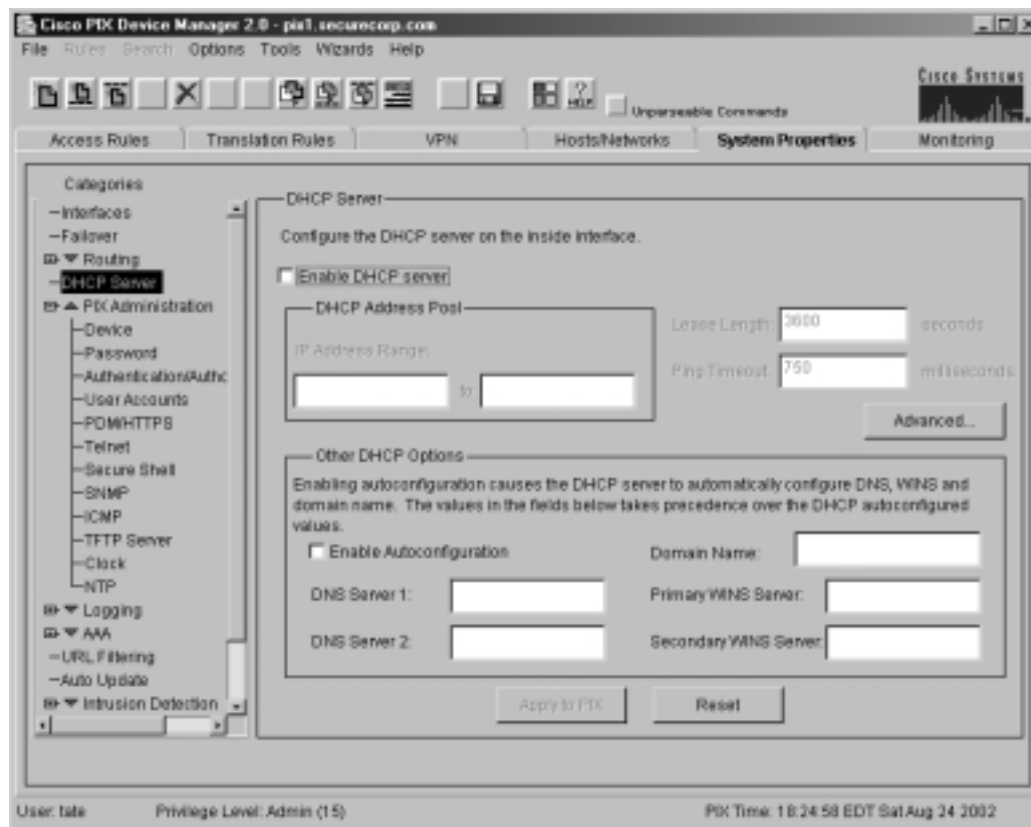 Cisco PIX Device Manager 2.0 - pix1.securecorp.com
File Rules Search Options Tools Wizards Help
CISCO SYSTEMS
HELP
Unparseable Commands
Access Rules Translation Rules VPN Hosts/Networks System Properties Monitoring
Categories
Interfaces
Failover
Routing
DHCP Server
PIX Administration
Device
Password
Authentication/Autho
User Accounts
PDM/HTTPS
Telnet
Secure Shell
SNMP
ICMP
TFTP Server
Clock
NTP
Logging
AAA
URL Filtering
Auto Update
Intrusion Detection
DHCP Server
Configure the DHCP server on the inside interface.
Enable DHCP server
DHCP Address Pool
IP Address Range:
to
Lease Length: 3600 seconds
Ping Timeout: 750 milliseconds
Advanced...
Other DHCP Options
Enabling autoconfiguration causes the DHCP server to automatically configure DNS, WINS and
domain name. The values in the fields below takes precedence over the DHCP autoconfigured
values.
Enable Autoconfiguration
Domain Name:
DNS Server 1:
Primary WINS Server:
DNS Server 2:
Secondary WINS Server:
Apply to PIX
Reset
User: tate Privilege Level: Admin (15) PIX Time: 18:24:58 EDT Sat Aug 24 2002